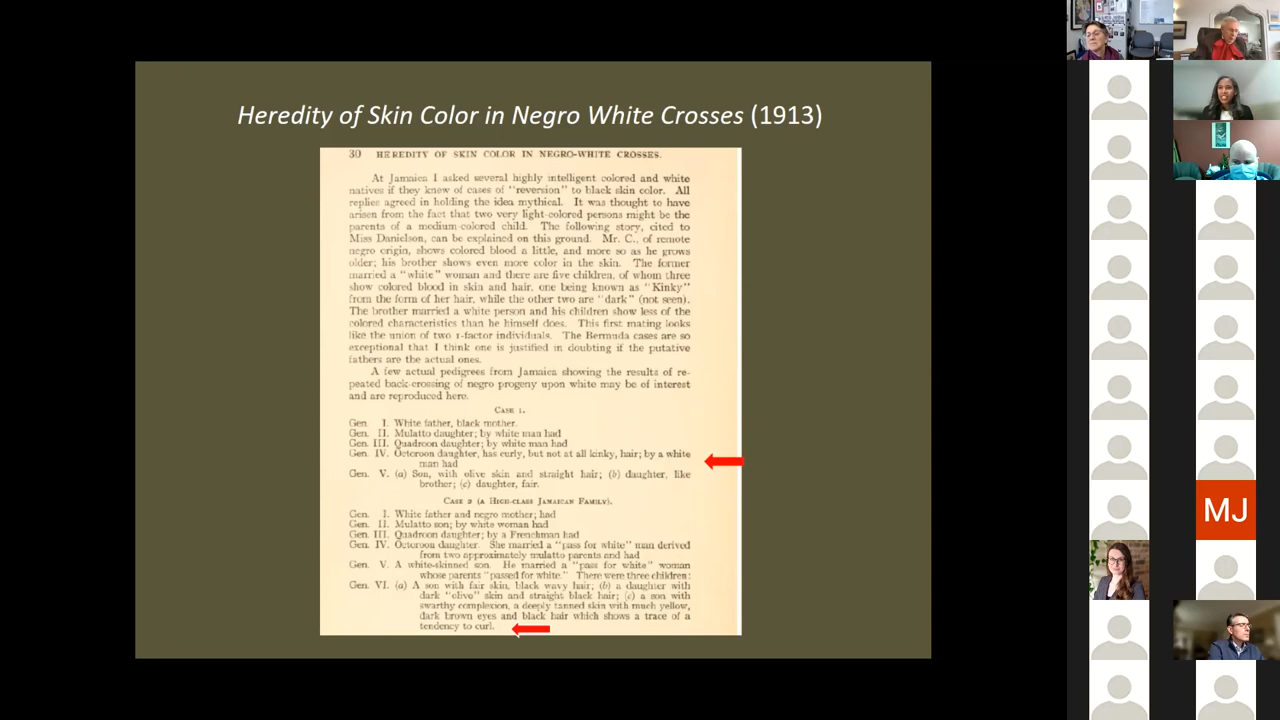 Heredity of Skin Color in Negro White Crosses (1913)
30 HEREDITY OF SKIN COLOR IN NEGRO-WHITE CROSSES.
At Jamaica I asked several highly intelligent colored and white
natives if they knew of cases of "reversion" to black skin color. All
replies agreed in holding the idea mythical. It was thought to have
arisen from the fact that two very light-colored persons might be the
parents of a medium-colored child. The following story, cited to
Miss Danielson, can be explained on this ground. Mr. C., of remote
negro origin, shows colored blood a little, and more so as he grows
older; his brother shows even more color in the skin. The former
married a "white" woman and there are five children, of whom three
show colored blood in skin and hair, one being known as "Kinky"
from the form of her hair, while the other two are "dark" (not seen).
The brother married a white person and his children show less of the
colored characteristics than he himself does. This first mating looks
like the union of two 1-factor individuals. The Bermuda cases are so
exceptional that I think one is justified in doubting if the putative
fathers are the actual ones.
A few actual pedigrees from Jamaica showing the results of re-
peated back-crossing of negro progeny upon white may be of interest
and are reproduced here.
CASE 1.
Gen. I. White father, black mother.
Gen. II. Mulatto daughter; by white man had
Gen. III. Quadroon daughter; by white man had
Gen. IV. Octoroon daughter, has curly, but not at all kinky, hair; by a white
man had
Gen. V. (a) Son, with olive skin and straight hair; (b) daughter, like
brother; (c) daughter, fair.
CASE 2 (A HIGH-CLASS JAMAICAN FAMILY).
Gen. I. White father and negro mother; had
Gen. II. Mulatto son; by white woman had
Gen. III. Quadroon daughter; by a Frenchman had
Gen. IV. Octoroon daughter. She married a "pass for white" man derived
from two approximately mulatto parents and had
Gen. V. A white-skinned son. He married a "pass for white" woman
whose parents "passed for white." There were three children:
Gen. VI. (a) A son with fair skin, black wavy hair; (b) a daughter with
dark "olive" skin and straight black hair; (c) a son with
swarthy complexion, a deeply tanned skin with much yellow,
dark brown eyes and black hair which shows a trace of a
tendency to curl.
MJ